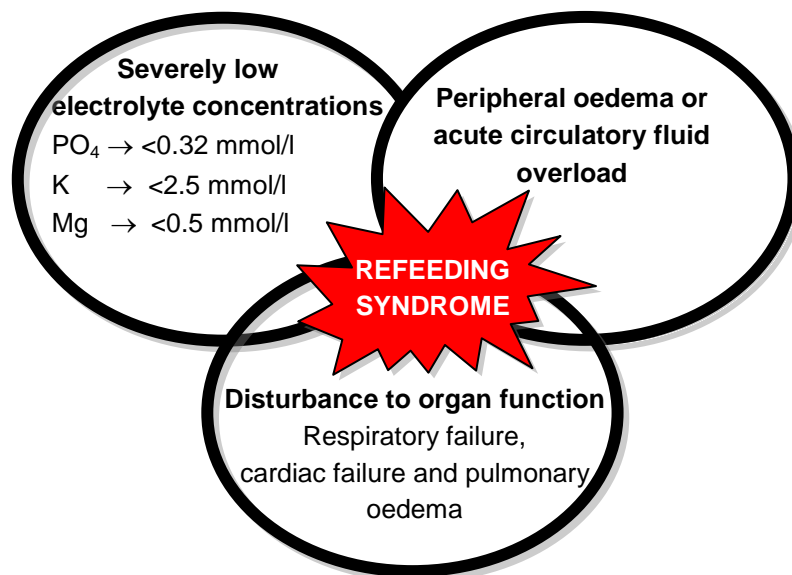 Severely low
electrolyte concentrations
PO₄ → <0.32 mmol/l
K → <2.5 mmol/l
Mg → <0.5 mmol/l
Peripheral oedema or
acute circulatory fluid
overload
REFEEDING
SYNDROME
Disturbance to organ function
Respiratory failure,
cardiac failure and pulmonary
oedema